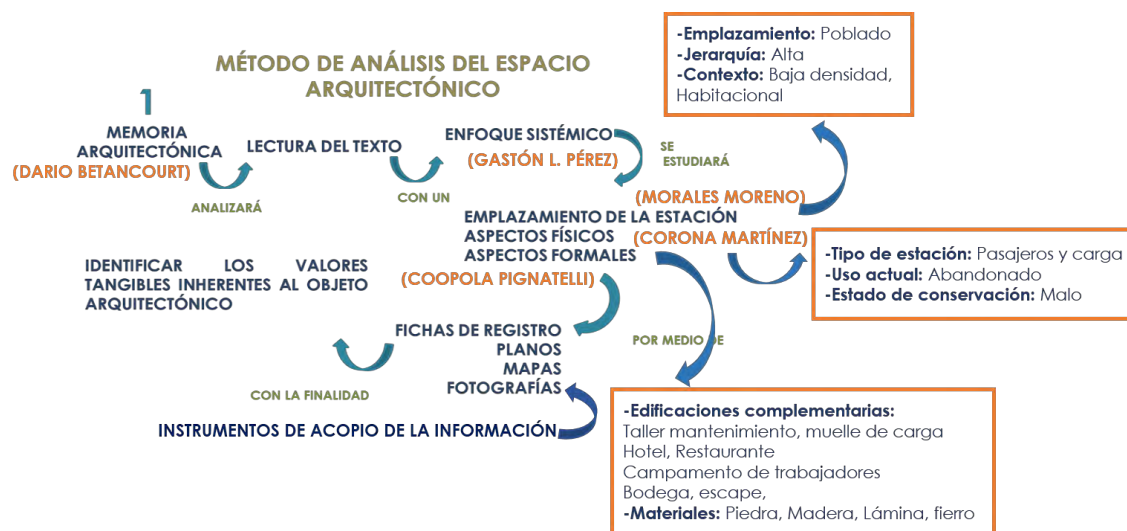 MÉTODO DE ANÁLISIS DEL ESPACIO
ARQUITECTÓNICO
1
MEMORIA
ARQUITECTÓNICA
(DARIO BETANCOURT)
ANALIZARÁ
LECTURA DEL TEXTO
CON UN
ENFOQUE SISTÉMICO
(GASTÓN L. PÉREZ)
SE
ESTUDIARÁ
(MORALES MORENO)
EMPLAZAMIENTO DE LA ESTACIÓN
ASPECTOS FÍSICOS
(CORONA MARTÍNEZ)
ASPECTOS FORMALES
(COOPOLA PIGNATELLI)
-Emplazamiento: Poblado
-Jerarquía: Alta
-Contexto: Baja densidad,
Habitacional
-Tipo de estación: Pasajeros y carga
-Uso actual: Abandonado
-Estado de conservación: Malo
POR MEDIO DE
-Edificaciones complementarias:
Taller mantenimiento, muelle de carga
Hotel, Restaurante
Campamento de trabajadores
Bodega, escape,
-Materiales: Piedra, Madera, Lámina, fierro
FICHAS DE REGISTRO
PLANOS
MAPAS
FOTOGRAFÍAS
INSTRUMENTOS DE ACOPIO DE LA INFORMACIÓN
CON LA FINALIDAD
IDENTIFICAR LOS VALORES
TANGIBLES INHERENTES AL OBJETO
ARQUITECTÓNICO